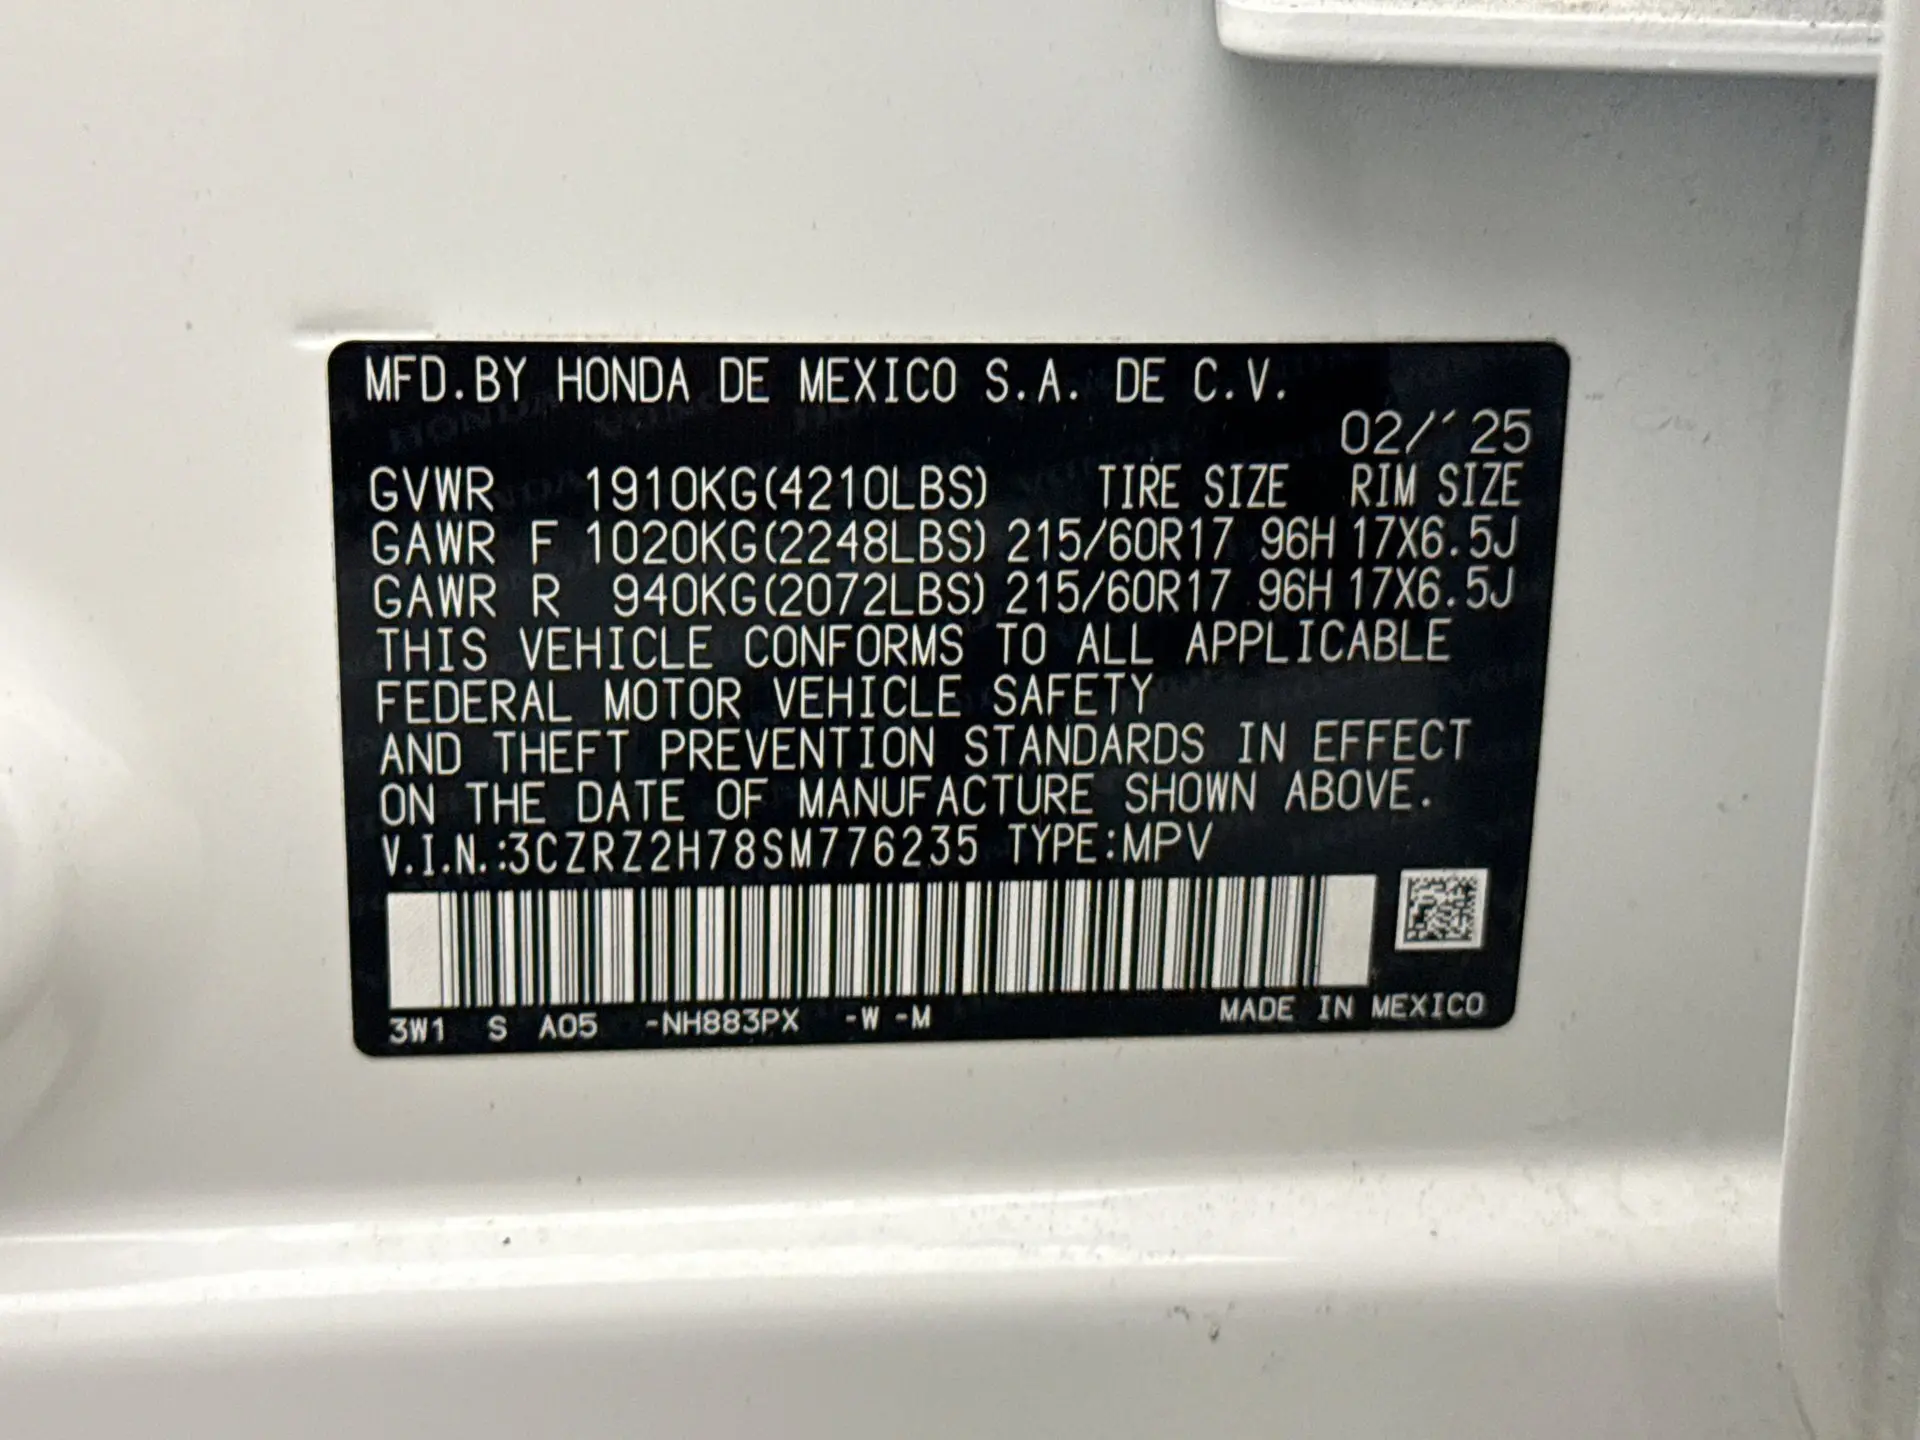 MFD.BY HONDA DE MEXICO S.A. DE C.V.
02/´25
GVWR 1910KG(4210LBS) TIRE SIZE RIM SIZE
GAWR F 1020KG(2248LBS) 215/60R17 96H 17X6.5J
GAWR R 940KG(2072LBS) 215/60R17 96H 17X6.5J
THIS VEHICLE CONFORMS TO ALL APPLICABLE
FEDERAL MOTOR VEHICLE SAFETY
AND THEFT PREVENTION STANDARDS IN EFFECT
ON THE DATE OF MANUFACTURE SHOWN ABOVE.
V.I.N.:3CZRZ2H78SM776235 TYPE:MPV
3W1 S A05 -NH883PX -W -M MADE IN MEXICO